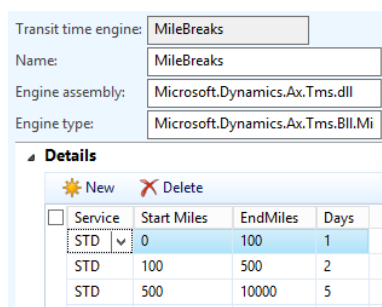 Transit time engine: MileBreaks
Name: MileBreaks
Engine assembly: Microsoft.Dynamics.Ax.Tms.dll
Engine type: Microsoft.Dynamics.Ax.Tms.Bll.Mi
Details
New Delete
Service Start Miles EndMiles Days
STD 0 100 1
STD 100 500 2
STD 500 10000 5